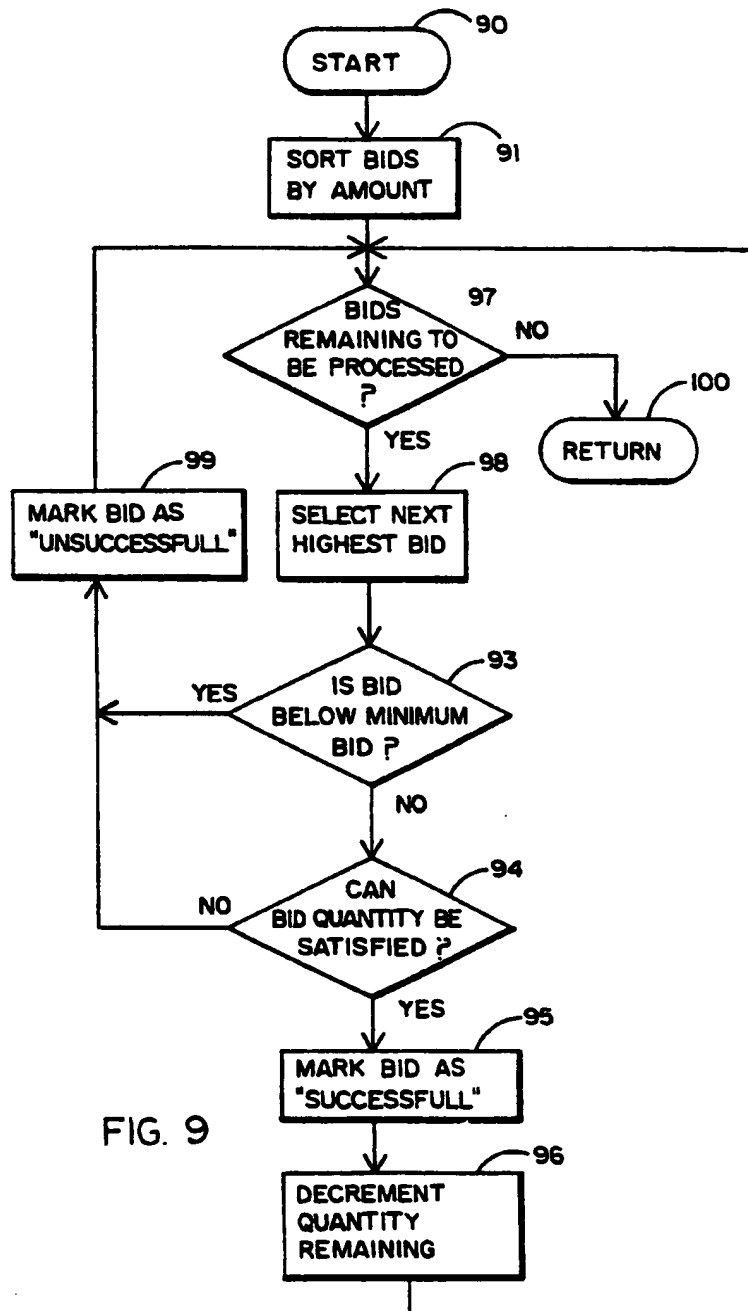 90
START
91
SORT BIDS
BY AMOUNT
97
BIDS
REMAINING TO
BE PROCESSED
?
NO
100
RETURN
YES
99
MARK BID AS
"UNSUCCESSFULL"
98
SELECT NEXT
HIGHEST BID
93
YES
IS BID
BELOW MINIMUM
BID ?
NO
94
NO
CAN
BID QUANTITY BE
SATISFIED ?
YES
95
MARK BID AS
"SUCCESSFULL"
FIG. 9
96
DECREMENT
QUANTITY
REMAINING